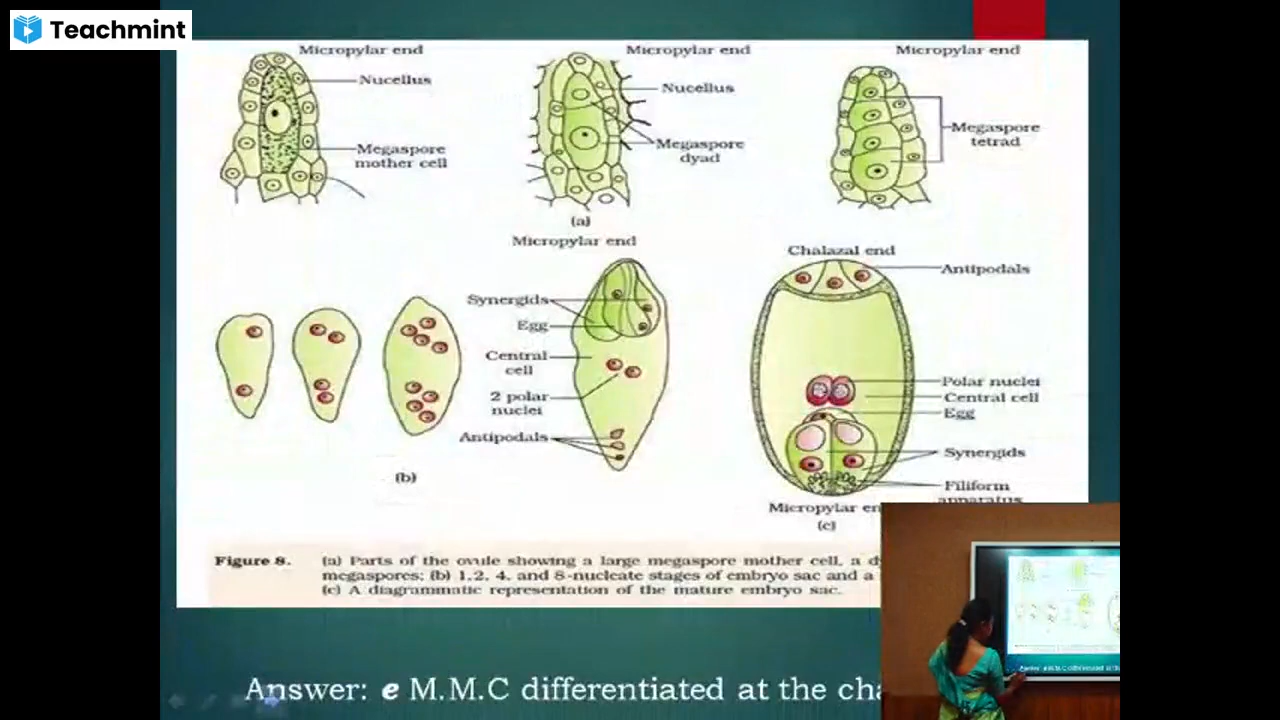 Teachmint
Micropylar end
Micropylar end
Micropylar end
Nucellus
Nucellus
Megaspore
mother cell
Megaspore
dyad
Megaspore
tetrad
(a)
Micropylar end
Chalazal end
Antipodals
Synergids
Egg
Central
cell
2 polar
nuclei
Antipodals
Polar nuclei
Central cell
Egg
Synergids
Filiform
apparatus
(b)
Micropylar
(c)
Figure 8. (a) Parts of the ovule showing a large megaspore mother cell, a
megaspores; (b) 1,2, 4, and 8-nucleate stages of embryo sac and a
(c) A diagrammatic representation of the mature embryo sac.
Answer: e M.M.C differentiated at the